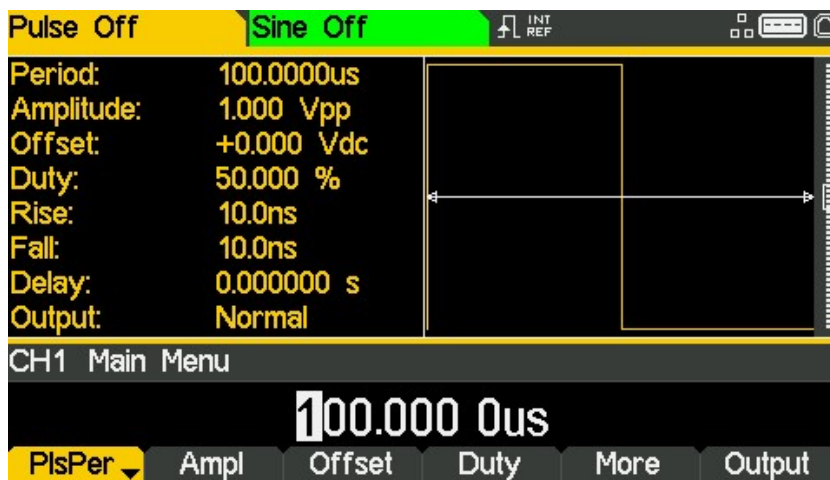 Pulse Off Sine Off INT REF
Period: 100.0000us
Amplitude: 1.000 Vpp
Offset: +0.000 Vdc
Duty: 50.000 %
Rise: 10.0ns
Fall: 10.0ns
Delay: 0.000000 s
Output: Normal
CH1 Main Menu
100.000 0us
PlsPer Ampl Offset Duty More Output